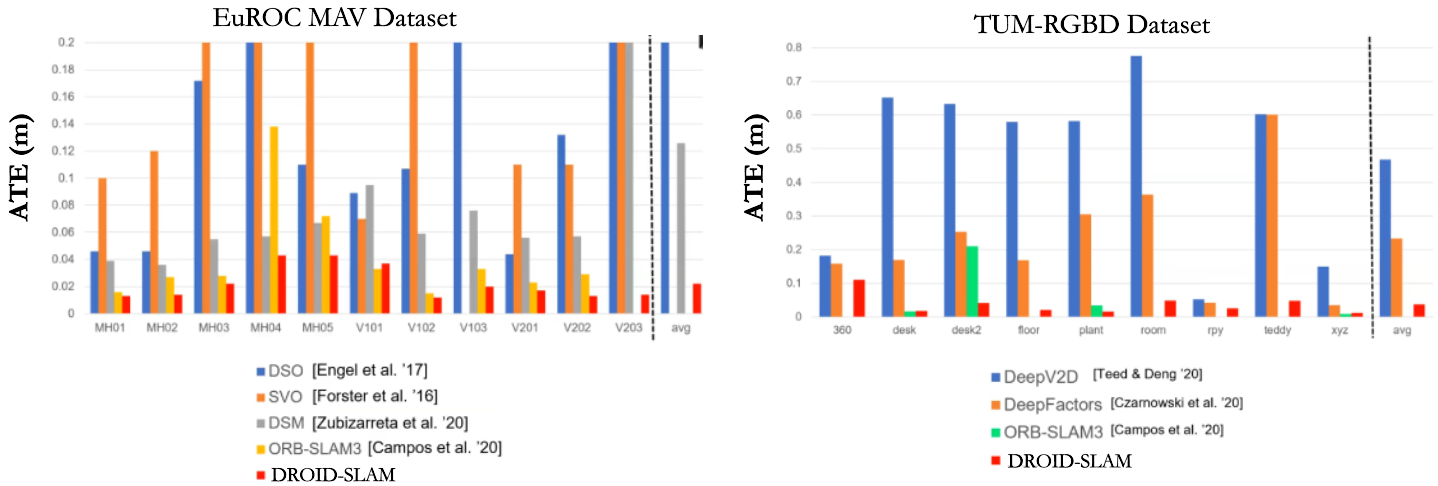 EuROC MAV Dataset
ATE (m)
0.2
0.18
0.16
0.14
0.12
0.1
0.08
0.06
0.04
0.02
0
MH01 MH02 MH03 MH04 MH05 V101 V102 V103 V201 V202 V203 avg
DSO [Engel et al. '17]
SVO [Forster et al. '16]
DSM [Zubizarreta et al. '20]
ORB-SLAM3 [Campos et al. '20]
DROID-SLAM
TUM-RGBD Dataset
ATE (m)
0.8
0.7
0.6
0.5
0.4
0.3
0.2
0.1
0
360 desk desk2 floor plant room rpy teddy xyz avg
DeepV2D [Teed & Deng '20]
DeepFactors [Czarnowski et al. '20]
ORB-SLAM3 [Campos et al. '20]
DROID-SLAM